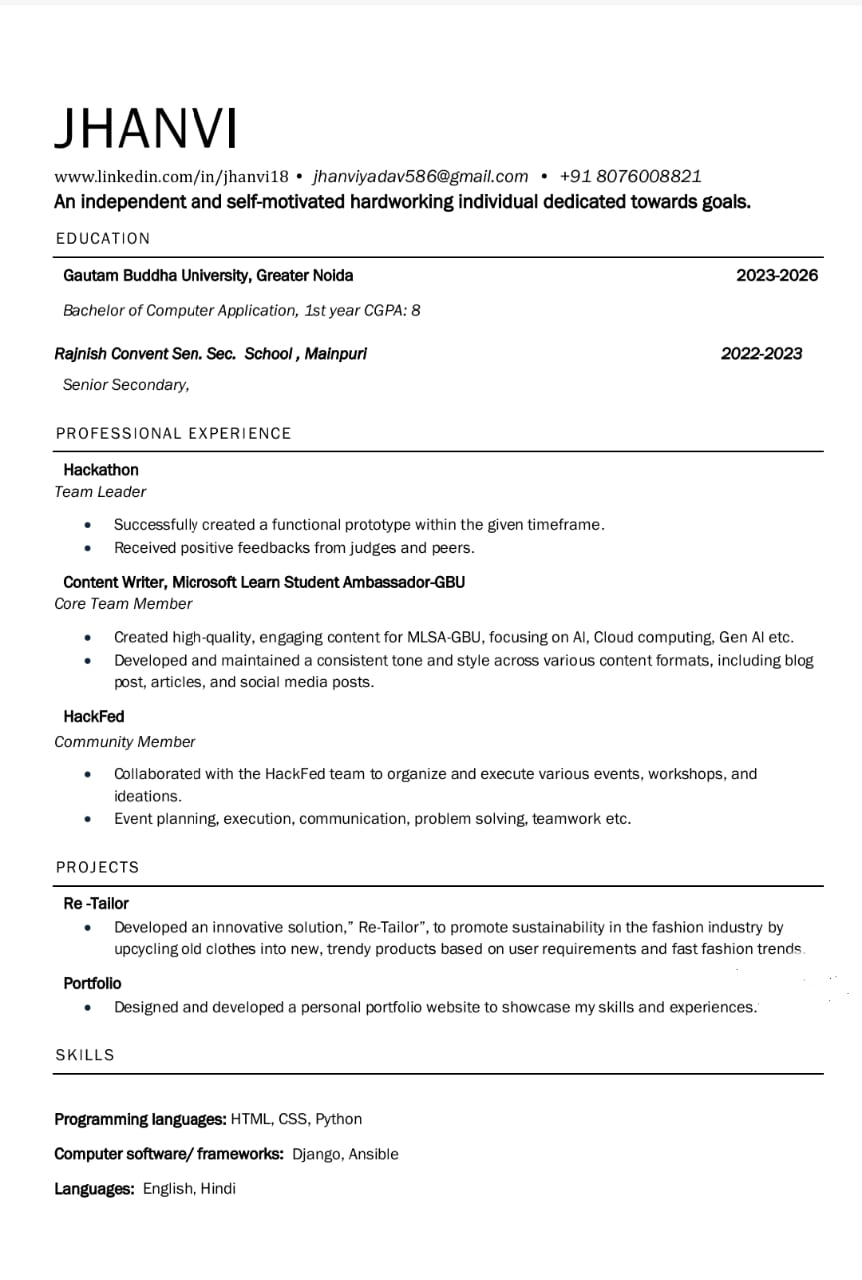 JHANVI
www.linkedin.com/in/jhanvi18 • jhanviyadav586@gmail.com • +91 8076008821
An independent and self-motivated hardworking individual dedicated towards goals.
EDUCATION
Gautam Buddha University, Greater Noida 2023-2026
Bachelor of Computer Application, 1st year CGPA: 8
Rajnish Convent Sen. Sec. School , Mainpuri 2022-2023
Senior Secondary,
PROFESSIONAL EXPERIENCE
Hackathon
Team Leader
• Successfully created a functional prototype within the given timeframe.
• Received positive feedbacks from judges and peers.
Content Writer, Microsoft Learn Student Ambassador-GBU
Core Team Member
• Created high-quality, engaging content for MLSA-GBU, focusing on AI, Cloud computing, Gen AI etc.
• Developed and maintained a consistent tone and style across various content formats, including blog
post, articles, and social media posts.
HackFed
Community Member
• Collaborated with the HackFed team to organize and execute various events, workshops, and
ideations.
• Event planning, execution, communication, problem solving, teamwork etc.
PROJECTS
Re -Tailor
• Developed an innovative solution,” Re-Tailor”, to promote sustainability in the fashion industry by
upcycling old clothes into new, trendy products based on user requirements and fast fashion trends.
Portfolio
• Designed and developed a personal portfolio website to showcase my skills and experiences.
SKILLS
Programming languages: HTML, CSS, Python
Computer software/ frameworks: Django, Ansible
Languages: English, Hindi